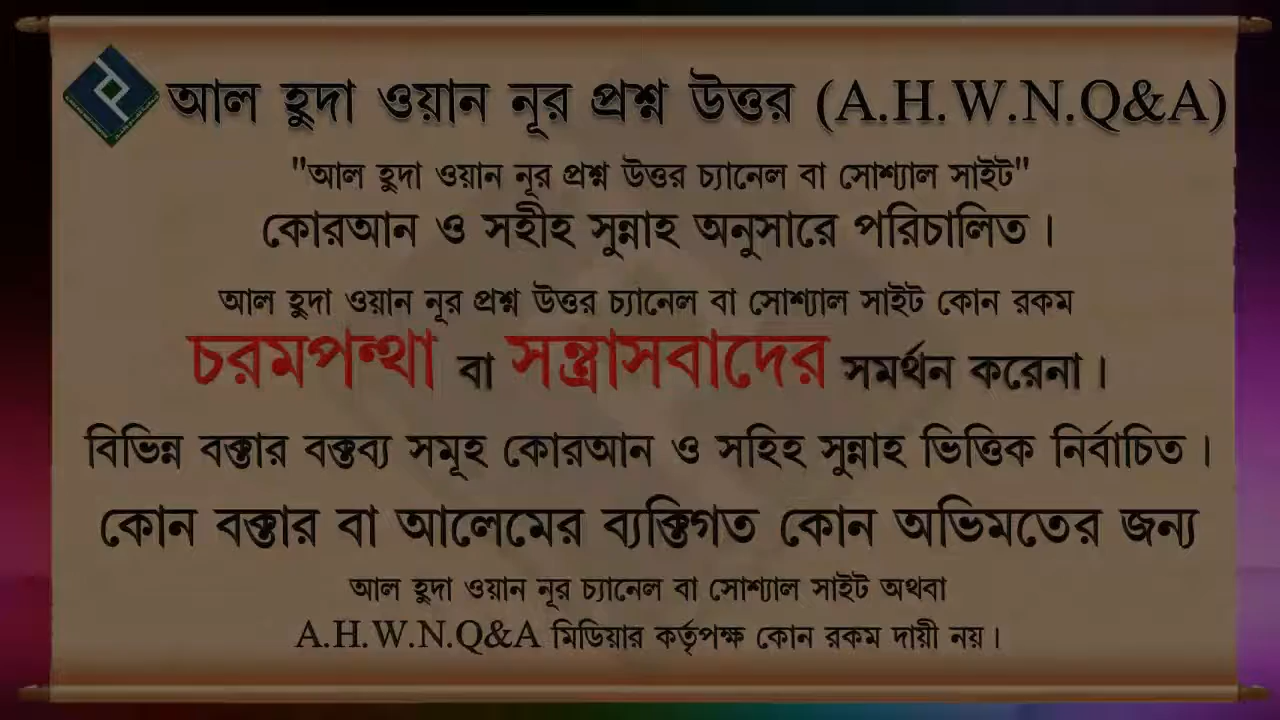 আল হুদা ওয়ান নূর প্রশ্ন উত্তর (A.H.W.N.Q&A)
"আল হুদা ওয়ান নূর প্রশ্ন উত্তর চ্যানেল বা সোশ্যাল সাইট"
কোরআন ও সহীহ সুন্নাহ অনুসারে পরিচালিত ।
আল হুদা ওয়ান নূর প্রশ্ন উত্তর চ্যানেল বা সোশ্যাল সাইট কোন রকম
চরমপন্থা বা সন্ত্রাসবাদের সমর্থন করেনা ।
বিভিন্ন বক্তার বক্তব্য সমূহ কোরআন ও সহিহ সুন্নাহ ভিত্তিক নির্বাচিত ।
কোন বক্তার বা আলেমের ব্যক্তিগত কোন অভিমতের জন্য
আল হুদা ওয়ান নূর চ্যানেল বা সোশ্যাল সাইট অথবা
A.H.W.N.Q&A মিডিয়ার কর্তৃপক্ষ কোন রকম দায়ী নয় ।